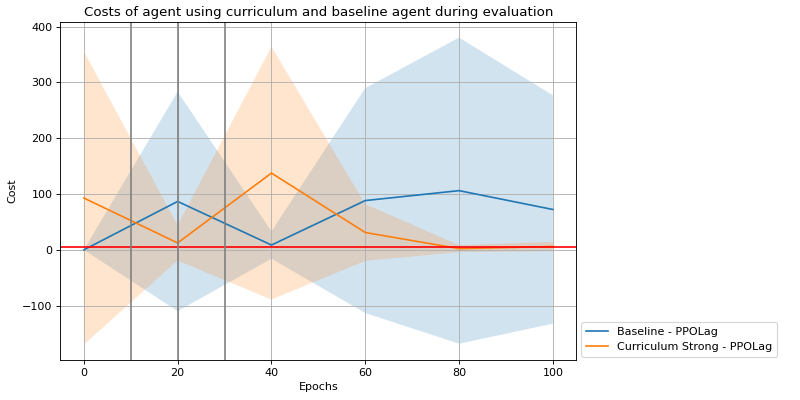 Costs of agent using curriculum and baseline agent during evaluation
400
300
200
100
0
−100
Cost
0 20 40 60 80 100
Epochs
Baseline - PPOLag
Curriculum Strong - PPOLag